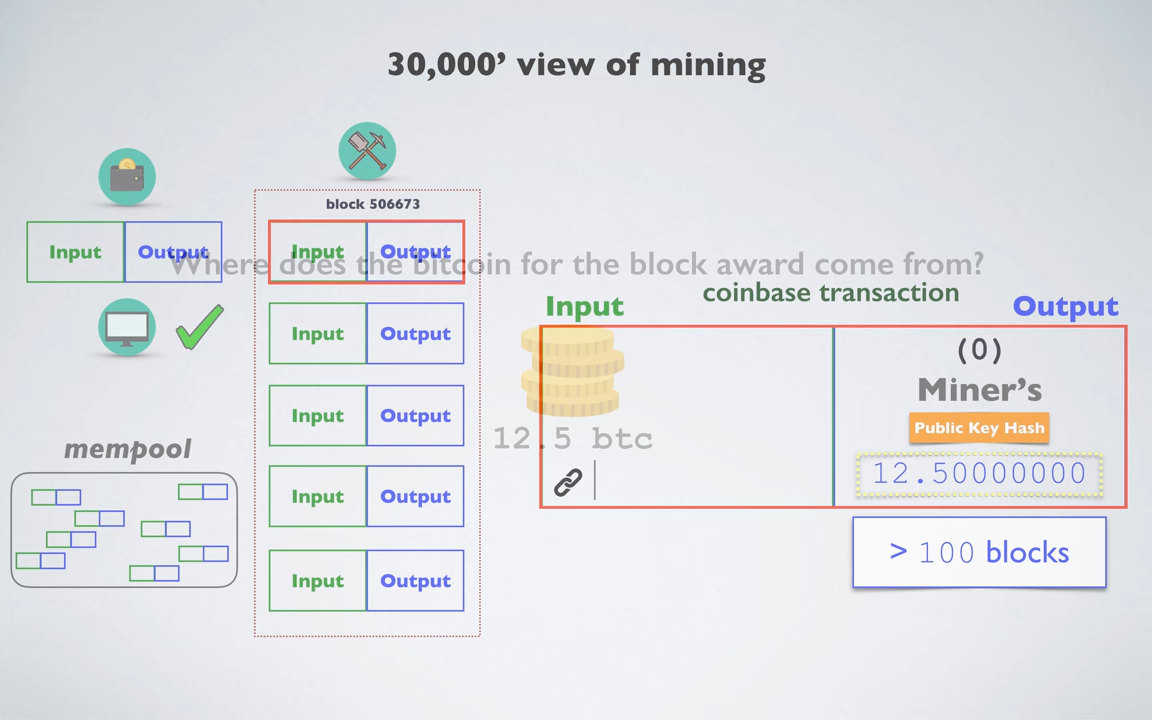 30,000’ view of mining
block 506673
Input Output
Input Output
Where does the bitcoin for the block award come from?
coinbase transaction
Input Output
(0)
Miner’s
Public Key Hash
12.50000000
12.5 btc
> 100 blocks
Input Output
Input Output
Input Output
Input Output
mempool